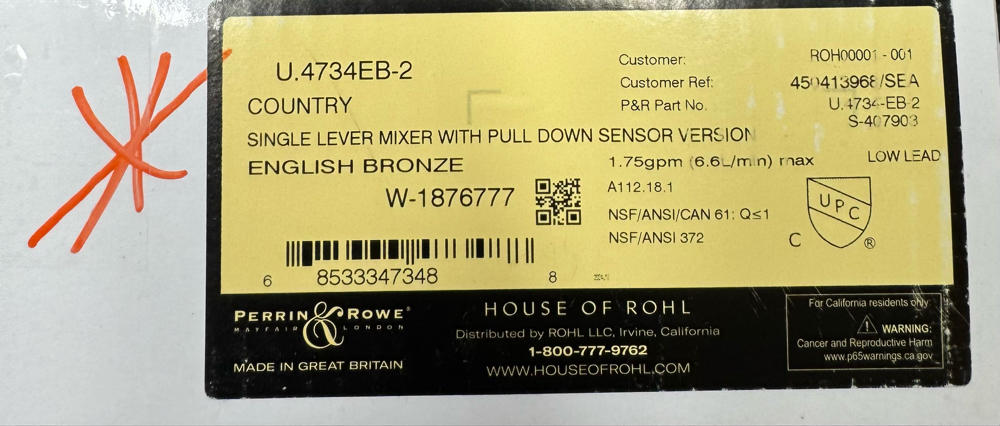 U.4734EB-2
COUNTRY
SINGLE LEVER MIXER WITH PULL DOWN SENSOR VERSION
ENGLISH BRONZE
W-1876777
6 8533347348 8
Customer: ROH00001 - 001
Customer Ref: 450413968/SEA
P&R Part No. U.4734-EB-2
S-407903
1.75gpm (6.6L/min) max LOW LEAD
A112.18.1
NSF/ANSI/CAN 61: Q≤1
NSF/ANSI 372
UPC
C ®
PERRIN & ROWE®
MAYFAIR LONDON
MADE IN GREAT BRITAIN
HOUSE OF ROHL
Distributed by ROHL LLC, Irvine, California
1-800-777-9762
WWW.HOUSEOFROHL.COM
For California residents only:
WARNING:
Cancer and Reproductive Harm
www.p65warnings.ca.gov